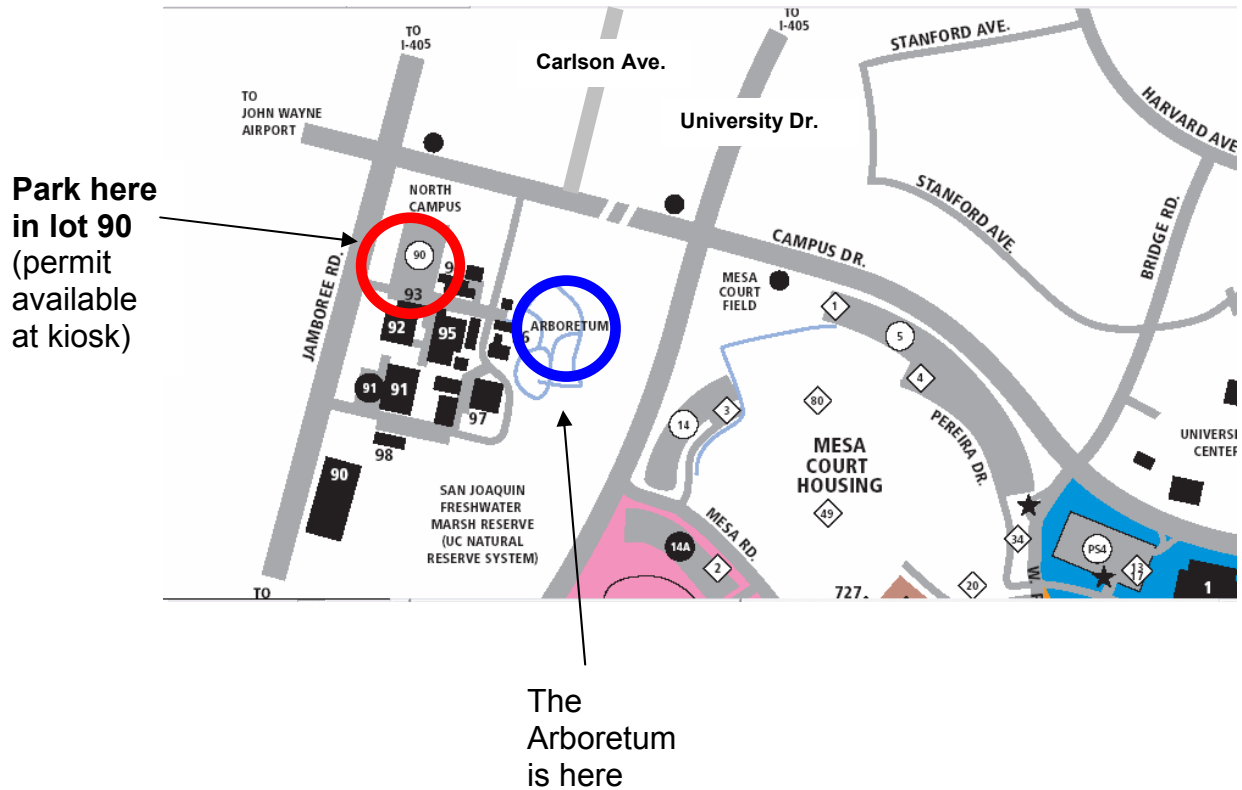 TO
I-405
TO
I-405
Carlson Ave.
University Dr.
STANFORD AVE.
HARVARD AVE.
TO
JOHN WAYNE
AIRPORT
Park here
in lot 90
(permit
available
at kiosk)
NORTH
CAMPUS
90
93
92
95
91
91
97
98
90
JAMBOREE RD.
ARBORETUM
6
SAN JOAQUIN
FRESHWATER
MARSH RESERVE
(UC NATURAL
RESERVE SYSTEM)
TO
CAMPUS DR.
STANFORD AVE.
BRIDGE RD.
MESA
COURT
FIELD
1
5
4
3
14
80
PEREIRA DR.
MESA
COURT
HOUSING
49
UNIVERSI
CENTER
MESA RD.
14A
2
34
PS4
13
17
1
20
727
The
Arboretum
is here